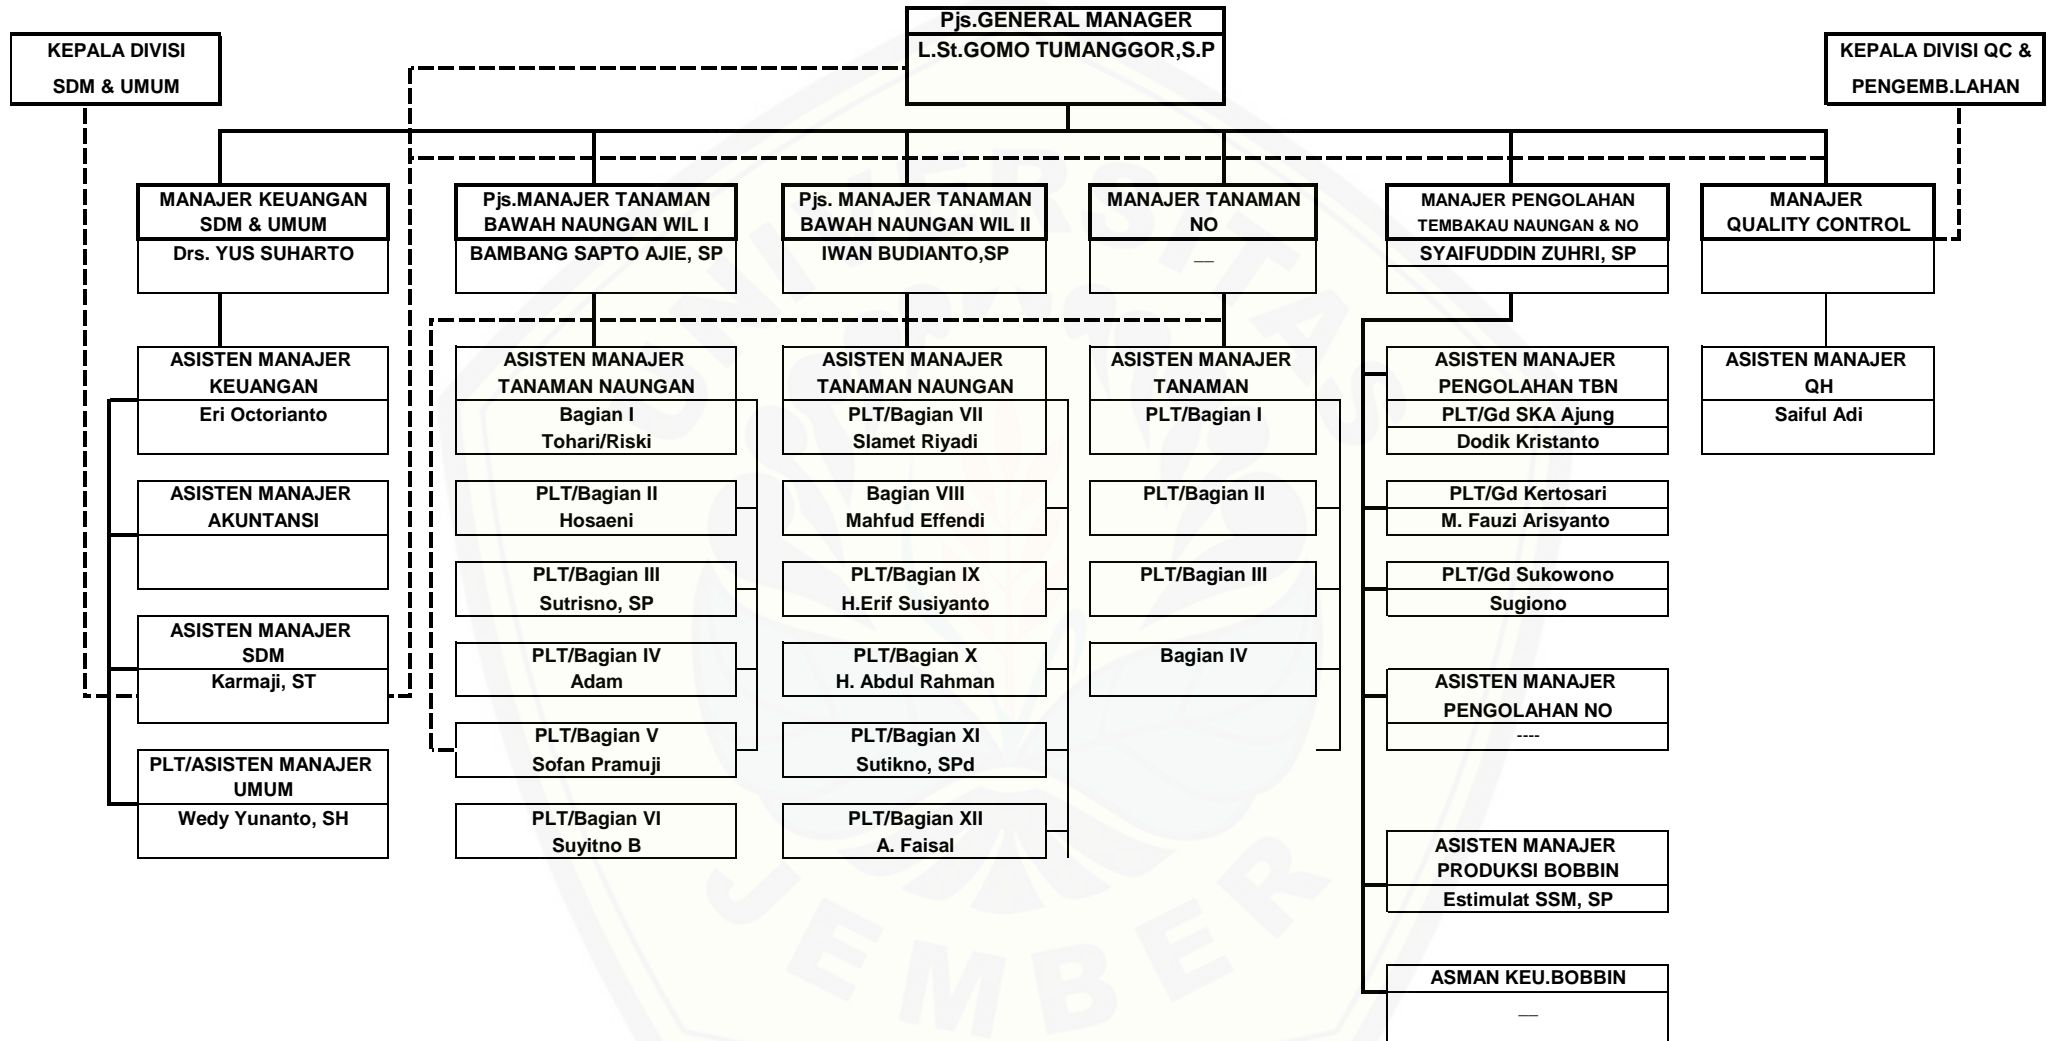 Pjs.GENERAL MANAGER
L.St.GOMO TUMANGGOR,S.P
KEPALA DIVISI
SDM & UMUM
KEPALA DIVISI QC &
PENGEMB.LAHAN
MANAJER KEUANGAN
SDM & UMUM
Drs. YUS SUHARTO
Pjs.MANAJER TANAMAN
BAWAH NAUNGAN WIL I
BAMBANG SAPTO AJIE, SP
Pjs. MANAJER TANAMAN
BAWAH NAUNGAN WIL II
IWAN BUDIANTO,SP
MANAJER TANAMAN
NO
__
MANAJER PENGOLAHAN
TEMBAKAU NAUNGAN & NO
SYAIFUDDIN ZUHRI, SP
MANAJER
QUALITY CONTROL
ASISTEN MANAJER
KEUANGAN
Eri Octorianto
ASISTEN MANAJER
AKUNTANSI
ASISTEN MANAJER
SDM
Karmaji, ST
PLT/ASISTEN MANAJER
UMUM
Wedy Yunanto, SH
ASISTEN MANAJER
TANAMAN NAUNGAN
Bagian I
Tohari/Riski
PLT/Bagian II
Hosaeni
PLT/Bagian III
Sutrisno, SP
PLT/Bagian IV
Adam
PLT/Bagian V
Sofan Pramuji
PLT/Bagian VI
Suyitno B
ASISTEN MANAJER
TANAMAN NAUNGAN
PLT/Bagian VII
Slamet Riyadi
Bagian VIII
Mahfud Effendi
PLT/Bagian IX
H.Erif Susiyanto
PLT/Bagian X
H. Abdul Rahman
PLT/Bagian XI
Sutikno, SPd
PLT/Bagian XII
A. Faisal
ASISTEN MANAJER
TANAMAN
PLT/Bagian I
PLT/Bagian II
PLT/Bagian III
Bagian IV
ASISTEN MANAJER
PENGOLAHAN TBN
PLT/Gd SKA Ajung
Dodik Kristanto
PLT/Gd Kertosari
M. Fauzi Arisyanto
PLT/Gd Sukowono
Sugiono
ASISTEN MANAJER
PENGOLAHAN NO
----
ASISTEN MANAJER
PRODUKSI BOBBIN
Estimulat SSM, SP
ASMAN KEU.BOBBIN
__
ASISTEN MANAJER
QH
Saiful Adi
UNIVERSITAS
JEMBER